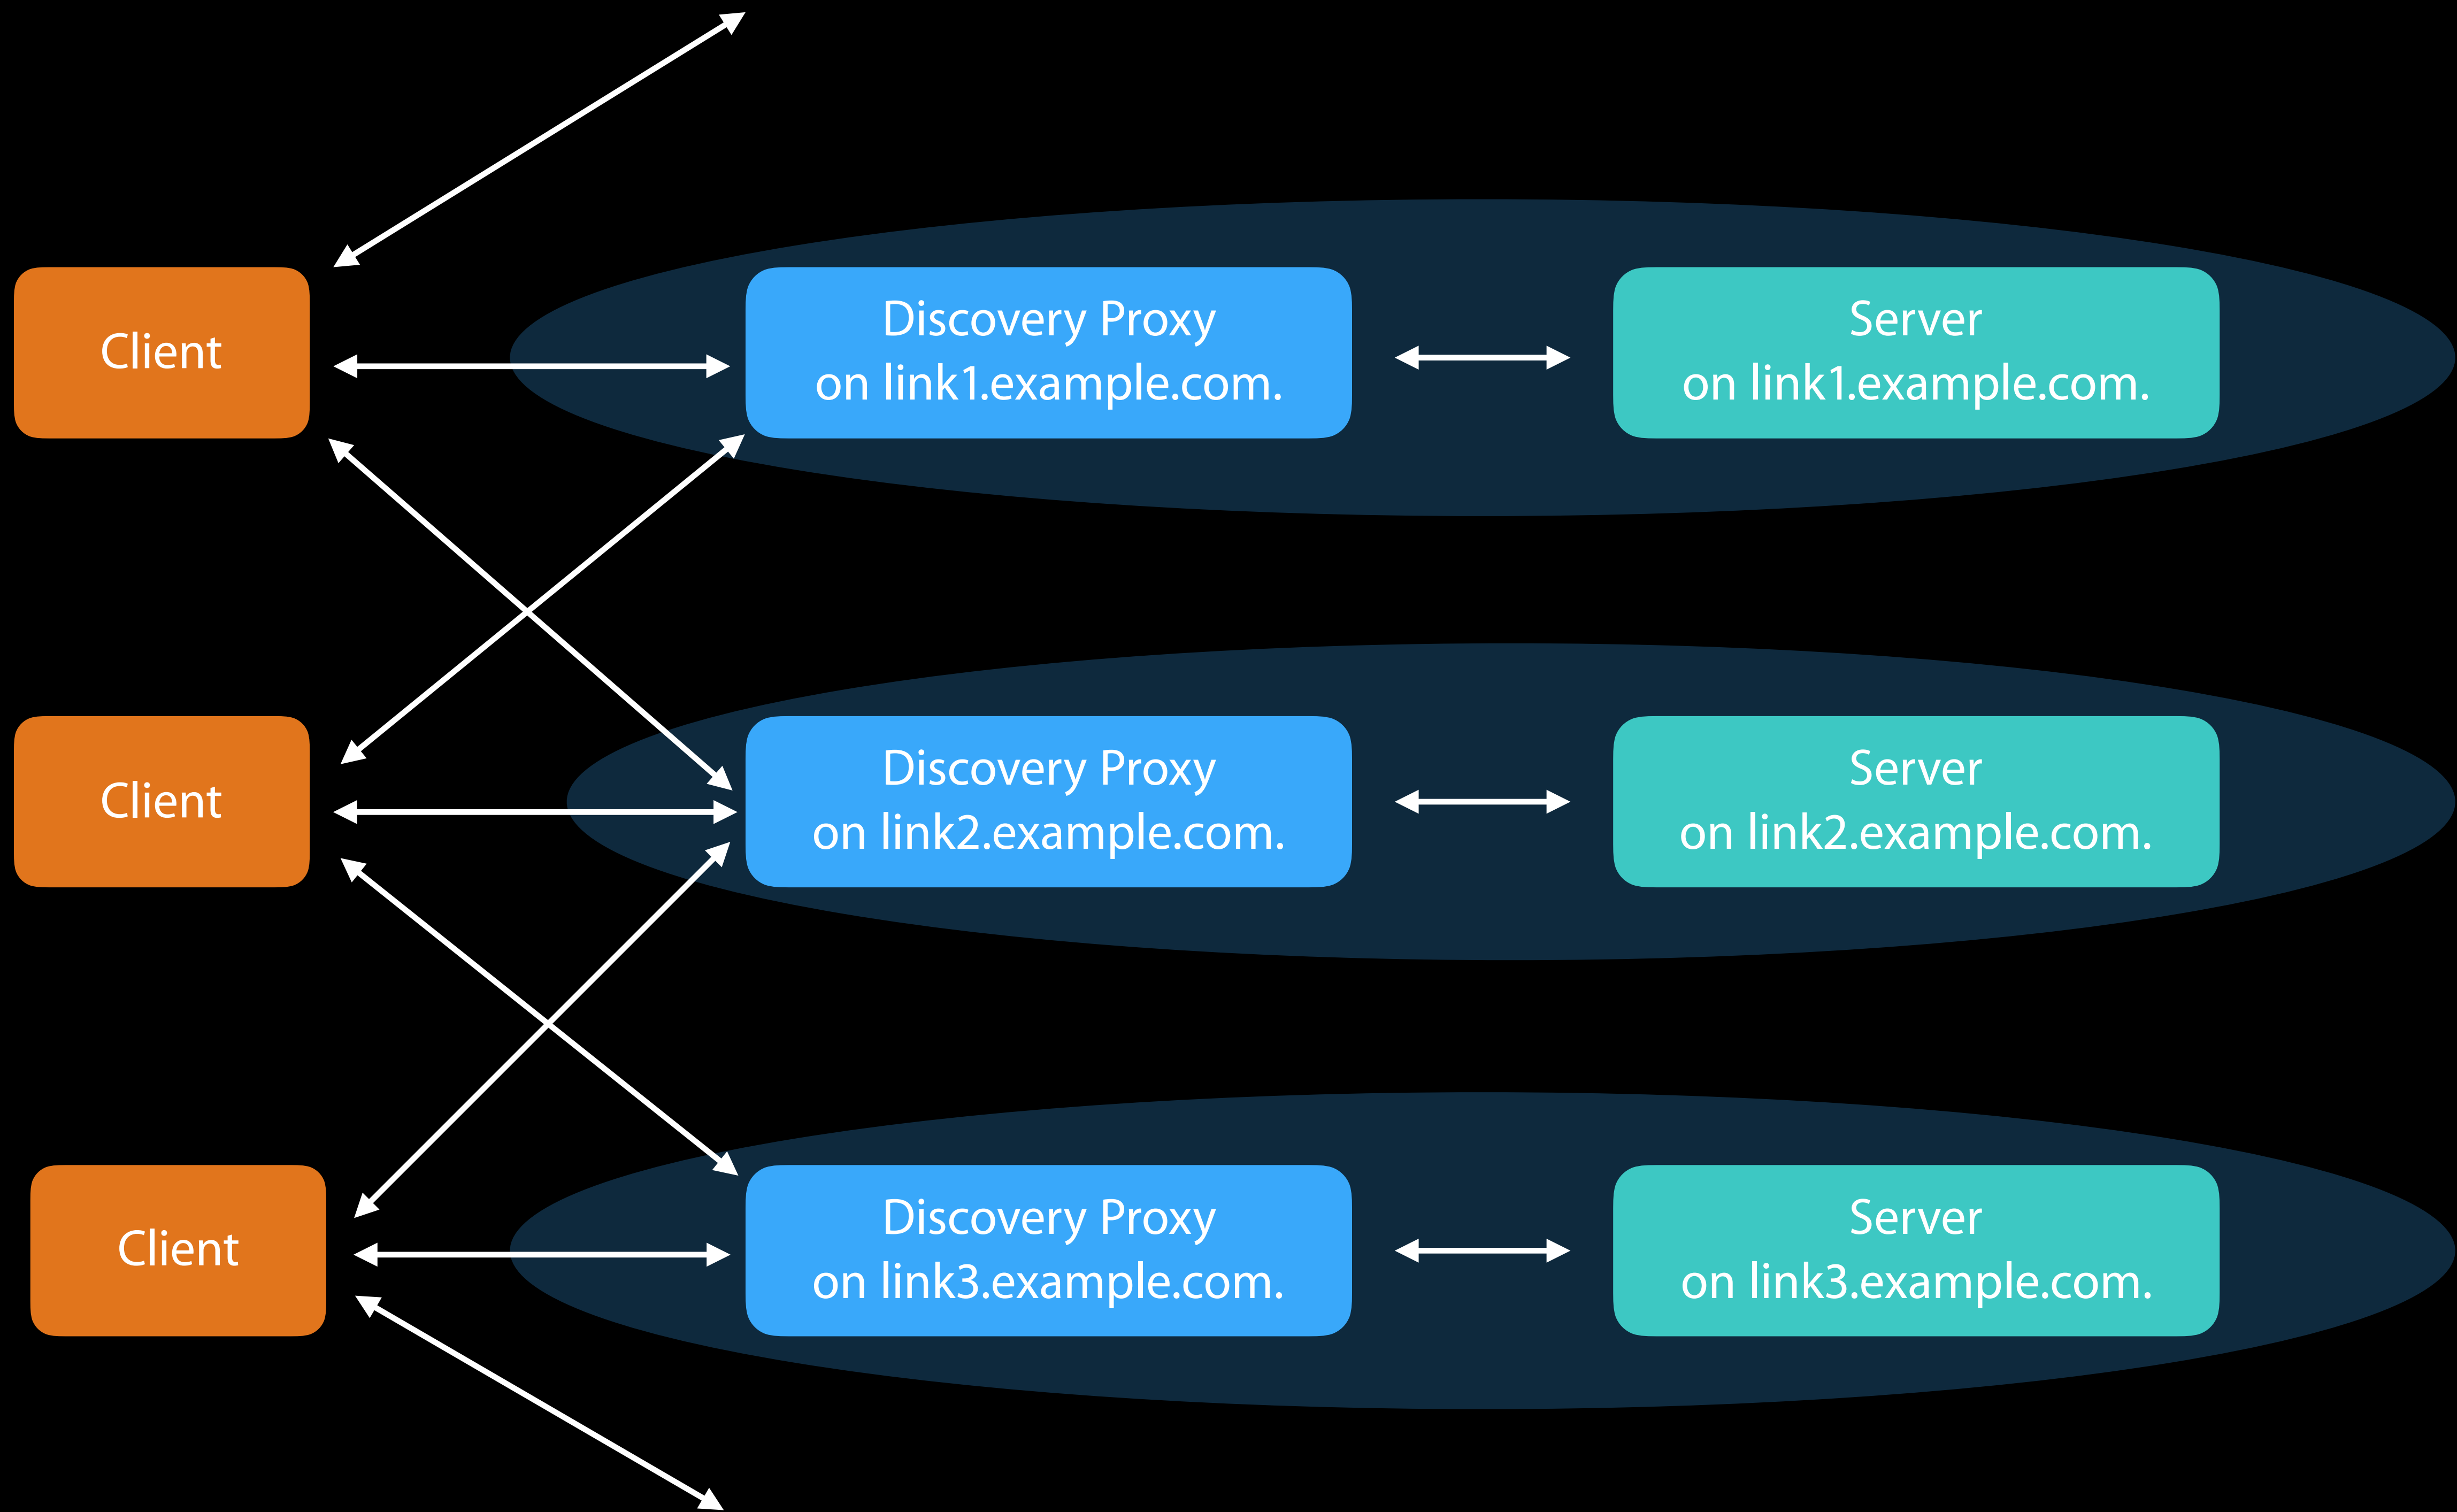 Client
Discovery Proxy
on link1.example.com.
Server
on link1.example.com.
Client
Discovery Proxy
on link2.example.com.
Server
on link2.example.com.
Client
Discovery Proxy
on link3.example.com.
Server
on link3.example.com.